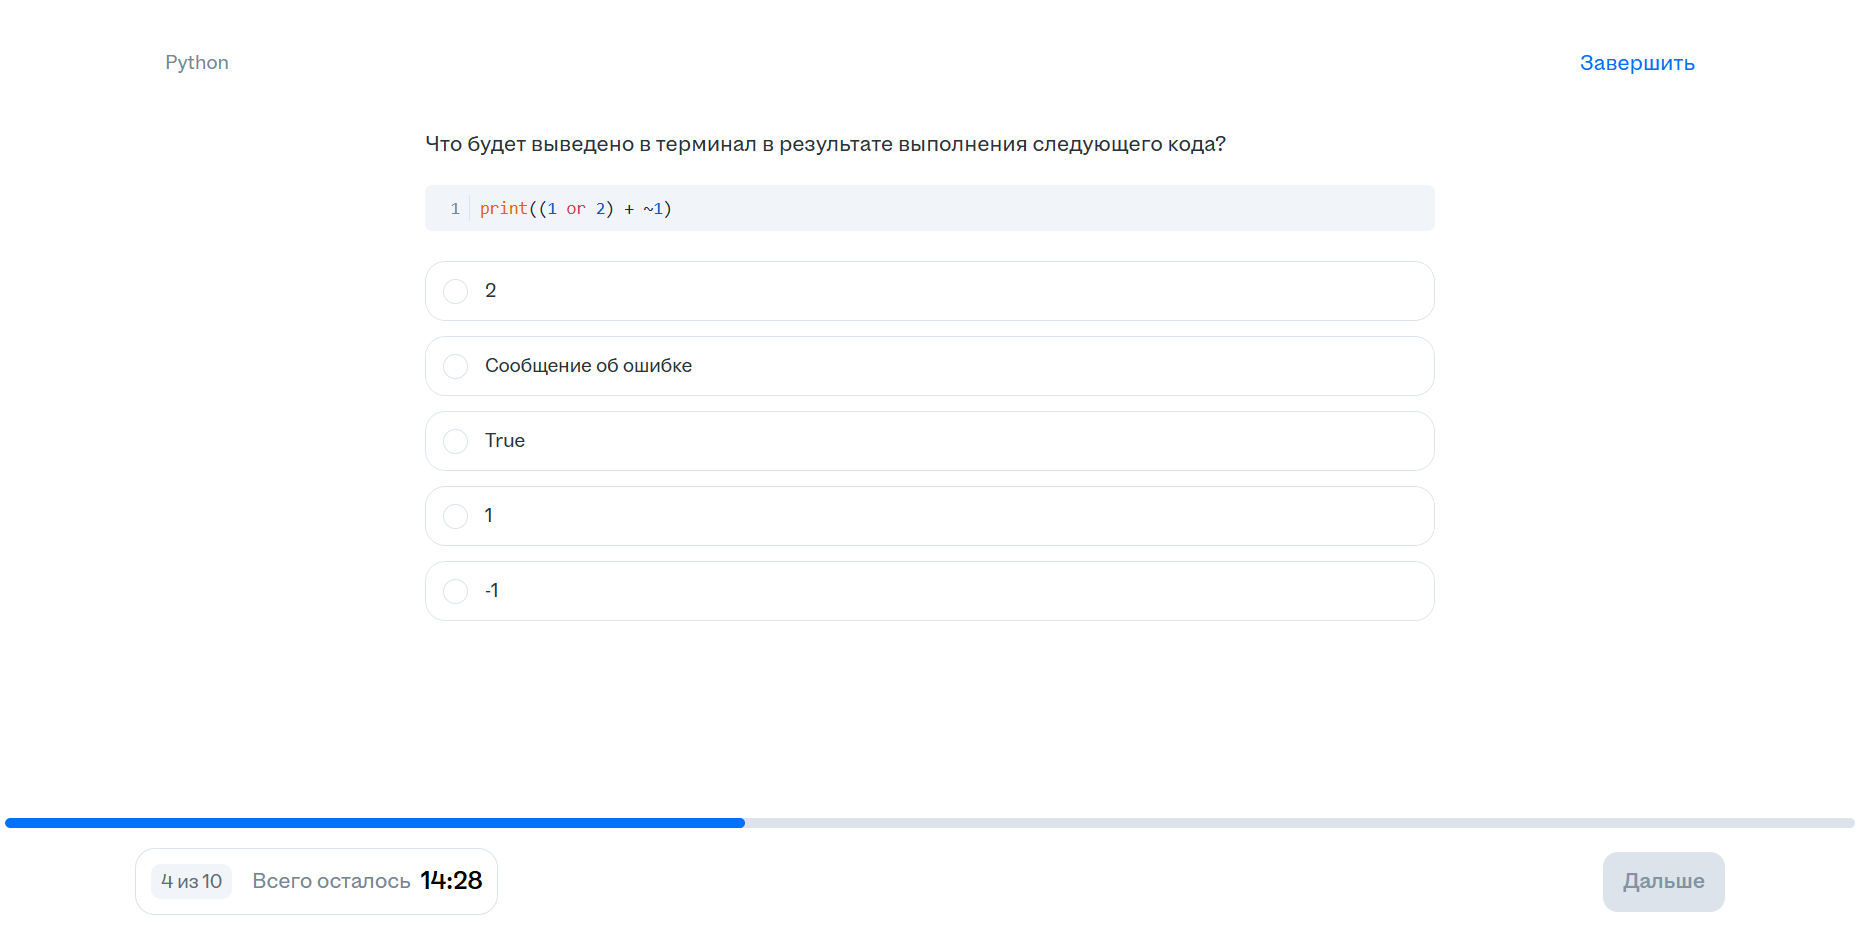 Python
Завершить
Что будет выведено в терминал в результате выполнения следующего кода?
1 print((1 or 2) + ~1)
2
Сообщение об ошибке
True
1
-1
4 из 10 Всего осталось 14:28
Дальше